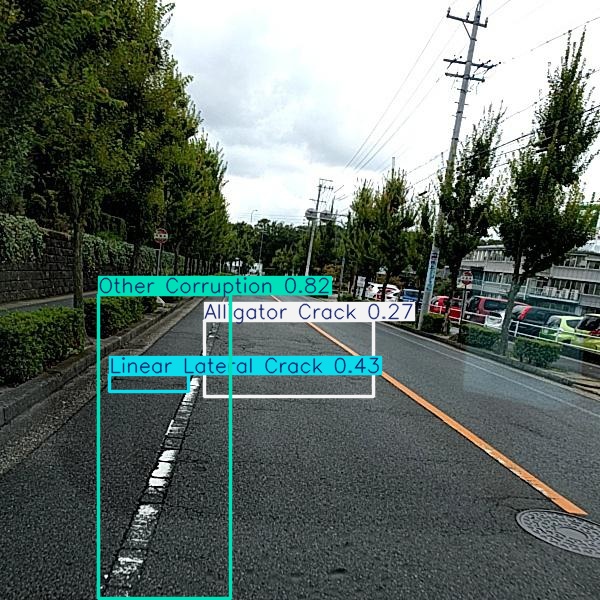 Other Corruption 0.82
Alligator Crack 0.27
Linear Lateral Crack 0.43